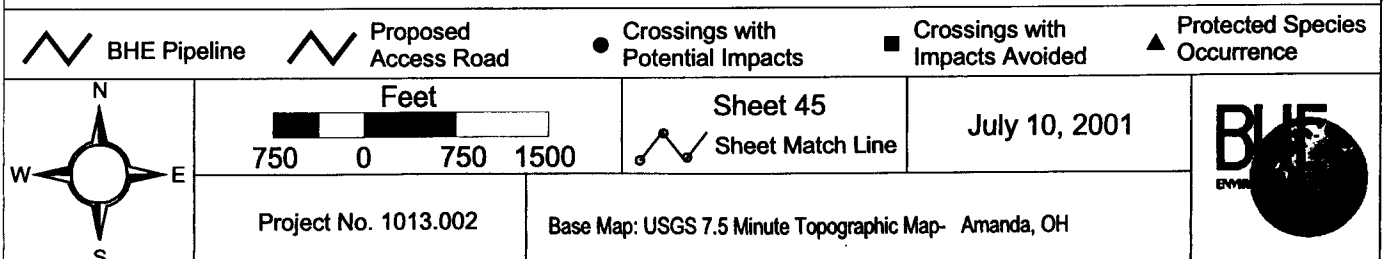 BHE Pipeline
Proposed
Access Road
Crossings with
Potential Impacts
Crossings with
Impacts Avoided
Protected Species
Occurrence
N
W E
S
Feet
750 0 750 1500
Sheet 45
Sheet Match Line
July 10, 2001
BHE
Project No. 1013.002
Base Map: USGS 7.5 Minute Topographic Map- Amanda, OH